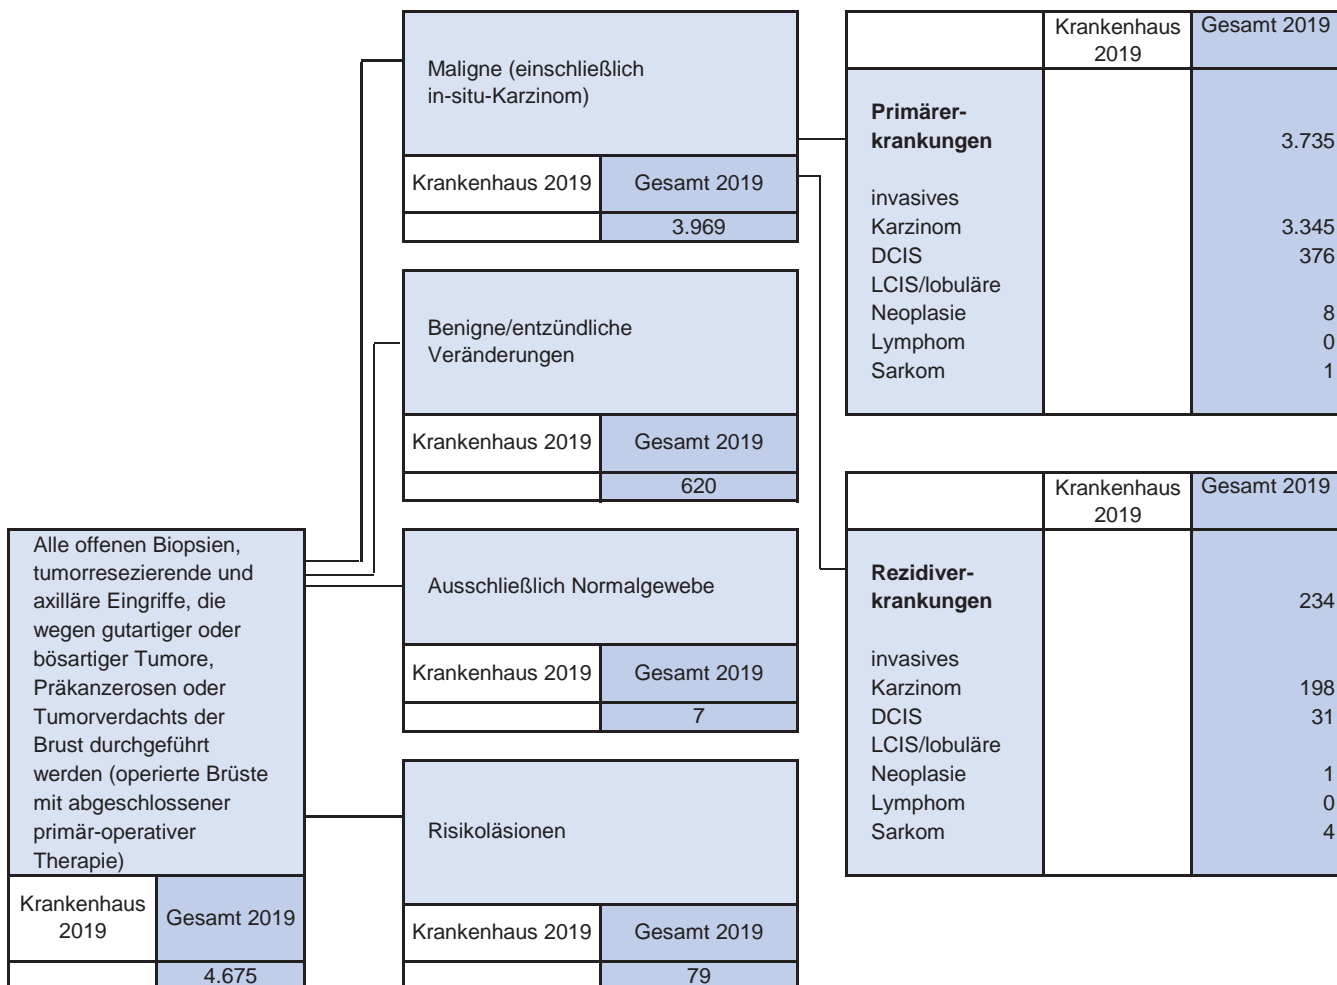 Alle offenen Biopsien,
tumorresezierende und
axilläre Eingriffe, die
wegen gutartiger oder
bösartiger Tumore,
Präkanzerosen oder
Tumorverdachts der
Brust durchgeführt
werden (operierte Brüste
mit abgeschlossener
primär-operativer
Therapie)
Krankenhaus 2019 Gesamt 2019
4.675
Maligne (einschließlich
in-situ-Karzinom)
Krankenhaus 2019 Gesamt 2019
3.969
Benigne/entzündliche
Veränderungen
Krankenhaus 2019 Gesamt 2019
620
Ausschließlich Normalgewebe
Krankenhaus 2019 Gesamt 2019
7
Risikoläsionen
Krankenhaus 2019 Gesamt 2019
79
Krankenhaus 2019 Gesamt 2019
Primärer-
krankungen 3.735
invasives
Karzinom 3.345
DCIS 376
LCIS/lobuläre
Neoplasie 8
Lymphom 0
Sarkom 1
Krankenhaus 2019 Gesamt 2019
Rezidiver-
krankungen 234
invasives
Karzinom 198
DCIS 31
LCIS/lobuläre
Neoplasie 1
Lymphom 0
Sarkom 4